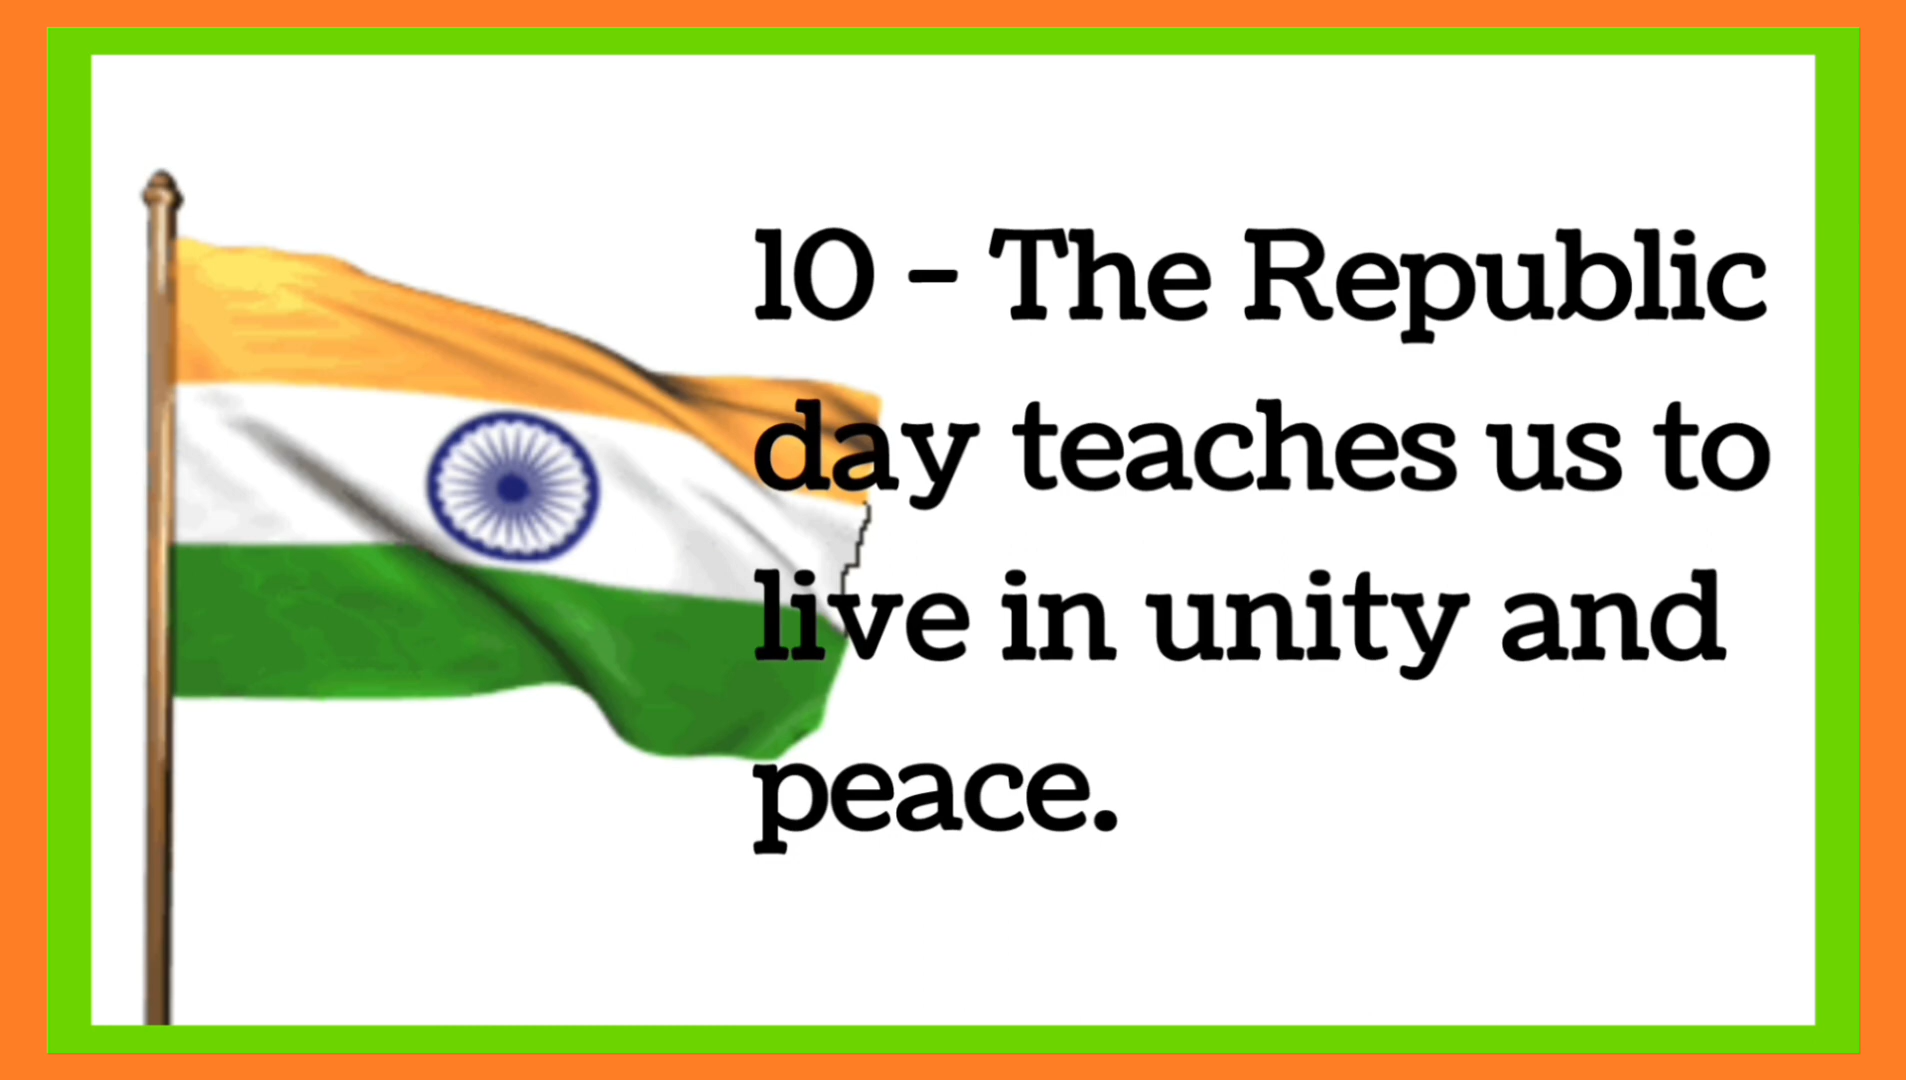 10 - The Republic
day teaches us to
live in unity and
peace.